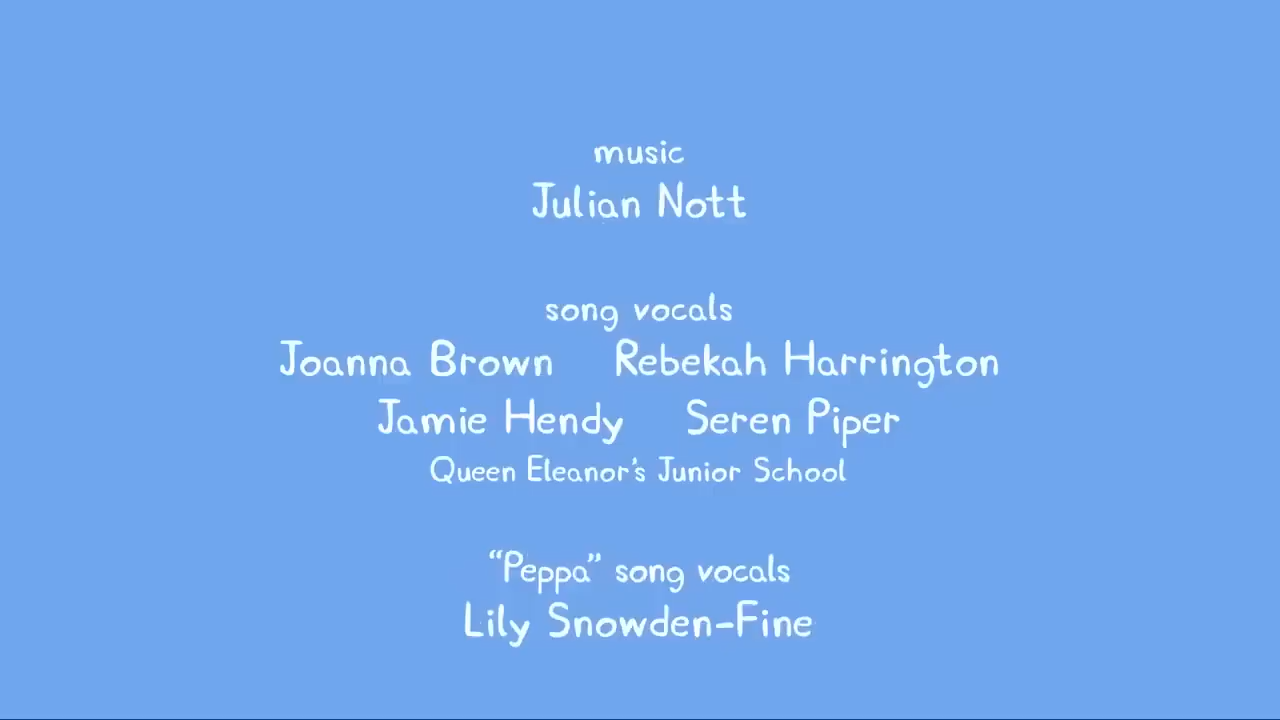 music
Julian Nott
song vocals
Joanna Brown Rebekah Harrington
Jamie Hendy Seren Piper
Queen Eleanor's Junior School
“Peppa” song vocals
Lily Snowden-Fine